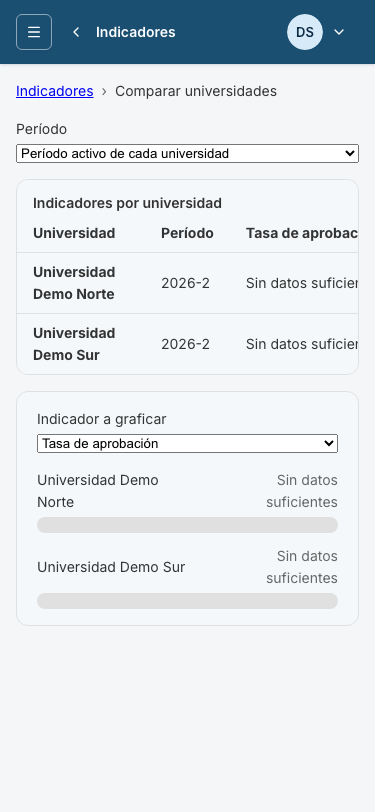 ☰ ‹ Indicadores DS
Indicadores › Comparar universidades
Período
Período activo de cada universidad
Indicadores por universidad
Universidad Período Tasa de aprobac
Universidad
Demo Norte 2026-2 Sin datos suficien
Universidad
Demo Sur 2026-2 Sin datos suficien
Indicador a graficar
Tasa de aprobación
Universidad Demo
Norte
Sin datos
suficientes
Universidad Demo Sur
Sin datos
suficientes